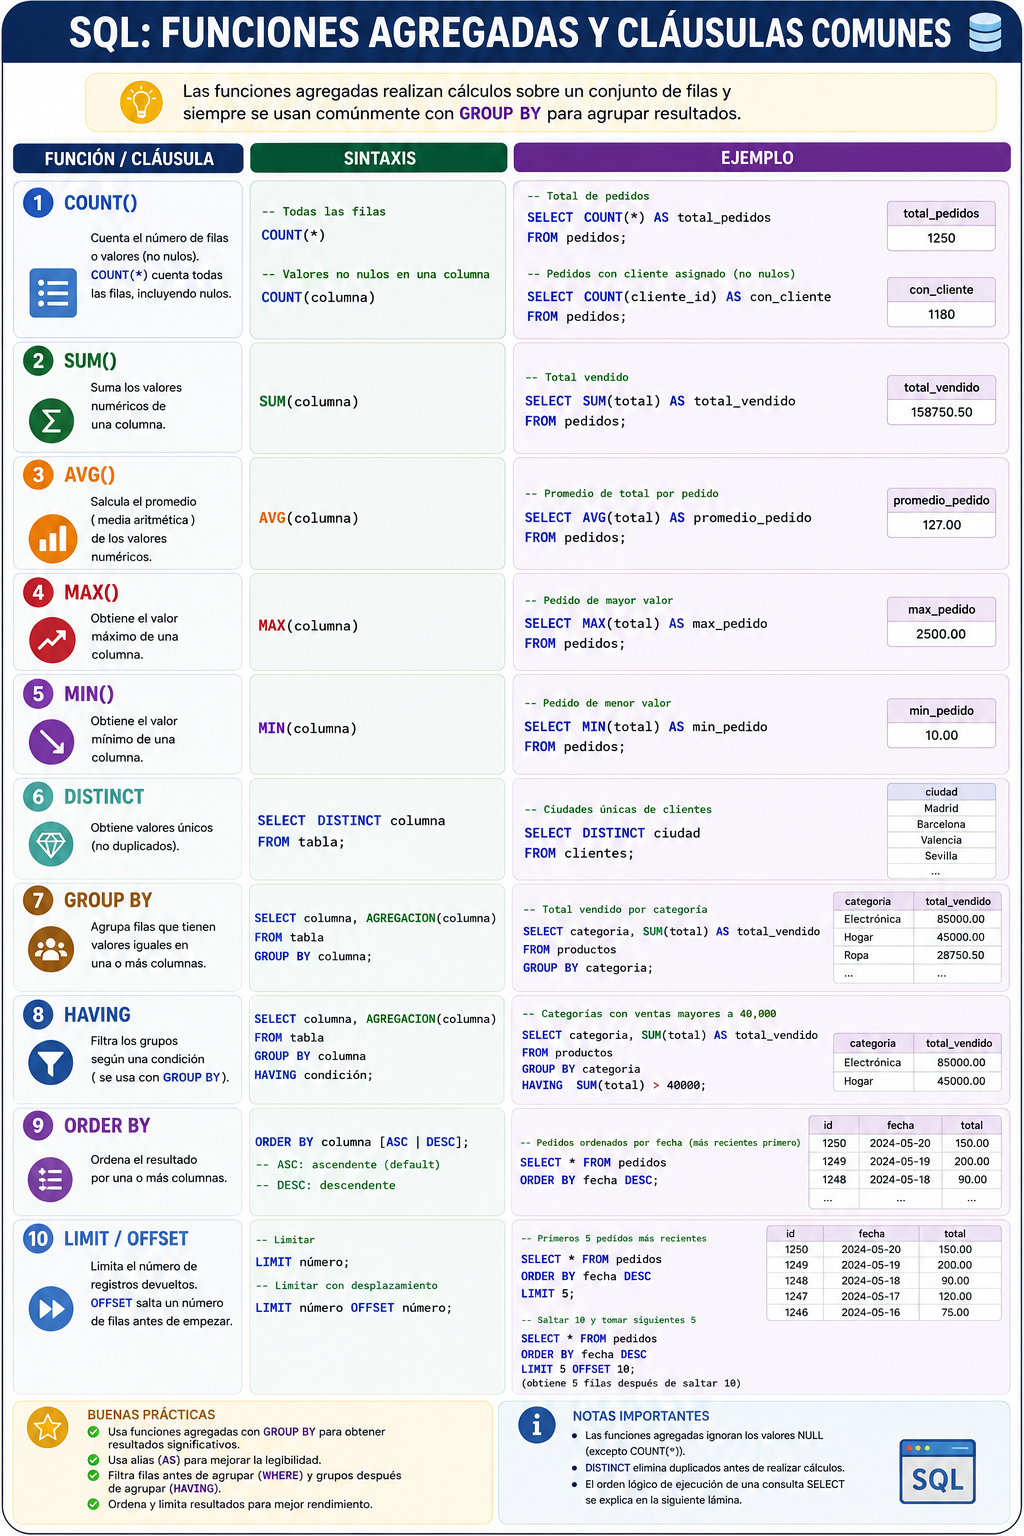 SQL: FUNCIONES AGREGADAS Y CLÁUSULAS COMUNES
Las funciones agregadas realizan cálculos sobre un conjunto de filas y
siempre se usan comúnmente con GROUP BY para agrupar resultados.
FUNCIÓN / CLÁUSULA
SINTAXIS
EJEMPLO
1 COUNT()
Cuenta el número de filas
o valores (no nulos).
COUNT(*) cuenta todas
las filas, incluyendo nulos.
-- Todas las filas
COUNT(*)
-- Valores no nulos en una columna
COUNT(columna)
-- Total de pedidos
SELECT COUNT(*) AS total_pedidos
FROM pedidos;
total_pedidos
1250
-- Pedidos con cliente asignado (no nulos)
SELECT COUNT(cliente_id) AS con_cliente
FROM pedidos;
con_cliente
1180
2 SUM()
Suma los valores
numéricos de
una columna.
SUM(columna)
-- Total vendido
SELECT SUM(total) AS total_vendido
FROM pedidos;
total_vendido
158750.50
3 AVG()
Salcula el promedio
( media aritmética )
de los valores
numéricos.
AVG(columna)
-- Promedio de total por pedido
SELECT AVG(total) AS promedio_pedido
FROM pedidos;
promedio_pedido
127.00
4 MAX()
Obtiene el valor
máximo de una
columna.
MAX(columna)
-- Pedido de mayor valor
SELECT MAX(total) AS max_pedido
FROM pedidos;
max_pedido
2500.00
5 MIN()
Obtiene el valor
mínimo de una
columna.
MIN(columna)
-- Pedido de menor valor
SELECT MIN(total) AS min_pedido
FROM pedidos;
min_pedido
10.00
6 DISTINCT
Obtiene valores únicos
(no duplicados).
SELECT DISTINCT columna
FROM tabla;
-- Ciudades únicas de clientes
SELECT DISTINCT ciudad
FROM clientes;
ciudad
Madrid
Barcelona
Valencia
Sevilla
...
7 GROUP BY
Agrupa filas que tienen
valores iguales en
una o más columnas.
SELECT columna, AGREGACION(columna)
FROM tabla
GROUP BY columna;
-- Total vendido por categoría
SELECT categoria, SUM(total) AS total_vendido
FROM productos
GROUP BY categoria;
categoria total_vendido
Electrónica 85000.00
Hogar 45000.00
Ropa 28750.50
... ...
8 HAVING
Filtra los grupos
según una condición
( se usa con GROUP BY ).
SELECT columna, AGREGACION(columna)
FROM tabla
GROUP BY columna
HAVING condición;
-- Categorías con ventas mayores a 40,000
SELECT categoria, SUM(total) AS total_vendido
FROM productos
GROUP BY categoria
HAVING SUM(total) > 40000;
categoria total_vendido
Electrónica 85000.00
Hogar 45000.00
9 ORDER BY
Ordena el resultado
por una o más columnas.
ORDER BY columna [ASC | DESC];
-- ASC: ascendente (default)
-- DESC: descendente
-- Pedidos ordenados por fecha (más recientes primero)
SELECT * FROM pedidos
ORDER BY fecha DESC;
id fecha total
1250 2024-05-20 150.00
1249 2024-05-19 200.00
1248 2024-05-18 90.00
... ... ...
10 LIMIT / OFFSET
Limita el número de
registros devueltos.
OFFSET salta un número
de filas antes de empezar.
-- Limitar
LIMIT número;
-- Limitar con desplazamiento
LIMIT número OFFSET número;
-- Primeros 5 pedidos más recientes
SELECT * FROM pedidos
ORDER BY fecha DESC
LIMIT 5;
-- Saltar 10 y tomar siguientes 5
SELECT * FROM pedidos
ORDER BY fecha DESC
LIMIT 5 OFFSET 10;
(obtiene 5 filas después de saltar 10)
id fecha total
1250 2024-05-20 150.00
1249 2024-05-19 200.00
1248 2024-05-18 90.00
1247 2024-05-17 120.00
1246 2024-05-16 75.00
BUENAS PRÁCTICAS
Usa funciones agregadas con GROUP BY para obtener
resultados significativos.
Usa alias (AS) para mejorar la legibilidad.
Filtra filas antes de agrupar (WHERE) y grupos después
de agrupar (HAVING).
Ordena y limita resultados para mejor rendimiento.
NOTAS IMPORTANTES
• Las funciones agregadas ignoran los valores NULL
(excepto COUNT(*)).
• DISTINCT elimina duplicados antes de realizar cálculos.
• El orden lógico de ejecución de una consulta SELECT
se explica en la siguiente lámina.
SQL